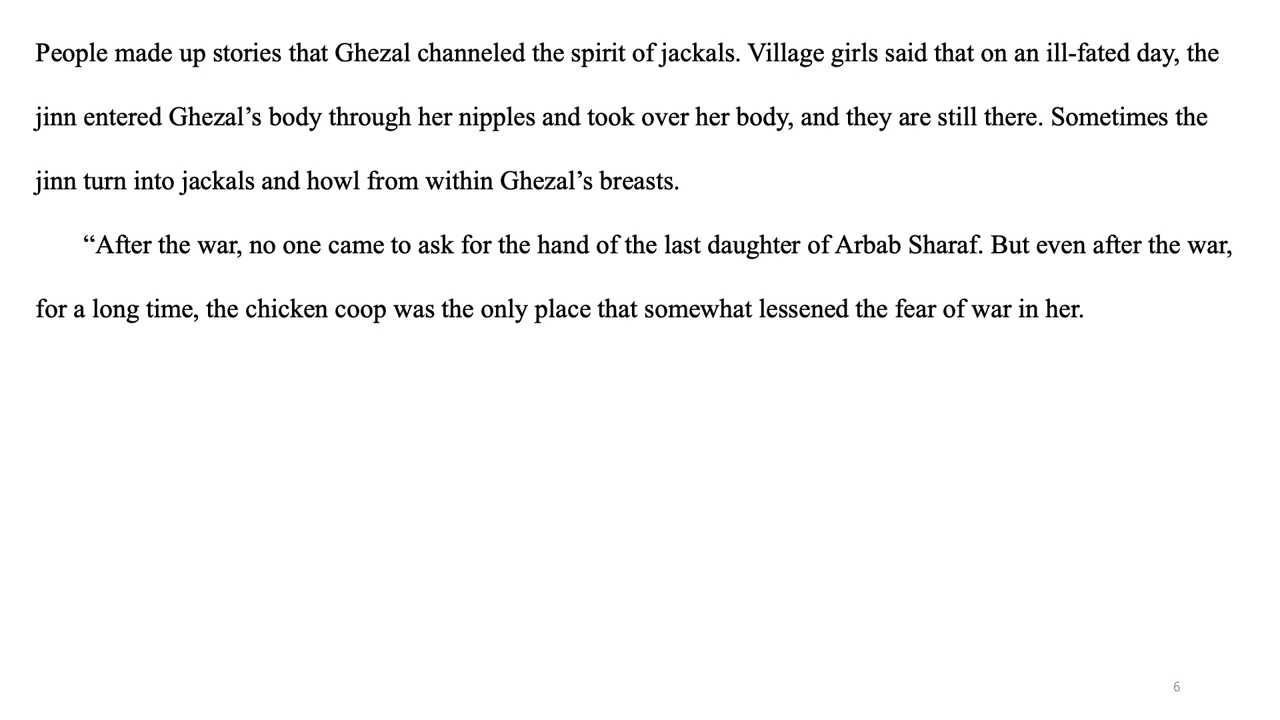 People made up stories that Ghezal channeled the spirit of jackals. Village girls said that on an ill-fated day, the
jinn entered Ghezal’s body through her nipples and took over her body, and they are still there. Sometimes the
jinn turn into jackals and howl from within Ghezal’s breasts.
“After the war, no one came to ask for the hand of the last daughter of Arbab Sharaf. But even after the war,
for a long time, the chicken coop was the only place that somewhat lessened the fear of war in her.
6